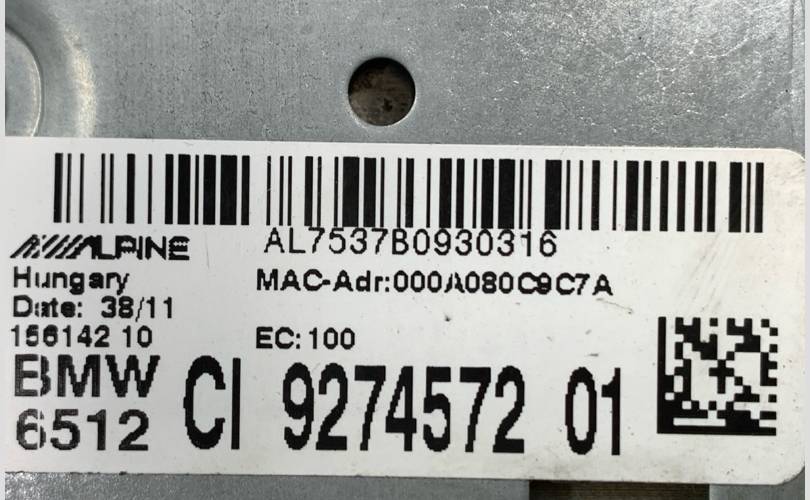 AL7537B0930316
ALPINE
Hungary
MAC-Adr:000A080C9C7A
Date: 38/11
156142 10
EC: 100
BMW
6512
CI 9274572 01